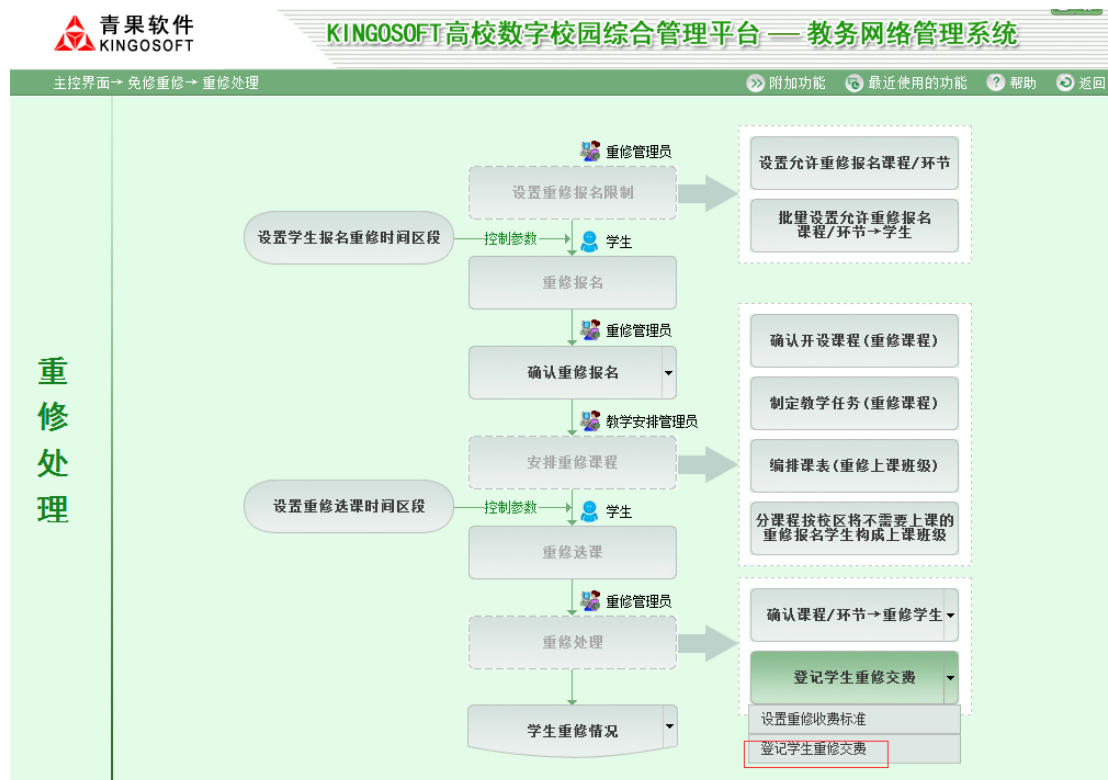 青果软件
KINGOSOFT
KINGOSOFT高校数字校园综合管理平台 — 教务网络管理系统
主控界面→ 免修重修→ 重修处理
附加功能
最近使用的功能
帮助
返回
重
修
处
理
重修管理员
设置重修报名限制
设置学生报名重修时间区段
控制参数
学生
重修报名
重修管理员
确认重修报名
教学安排管理员
安排重修课程
设置重修选课时间区段
控制参数
学生
重修选课
重修管理员
重修处理
学生重修情况
设置允许重修报名课程/环节
批量设置允许重修报名
课程/环节→学生
确认开设课程(重修课程)
制定教学任务(重修课程)
编排课表(重修上课班级)
分课程按校区将不需要上课的
重修报名学生构成上课班级
确认课程/环节→重修学生
登记学生重修交费
设置重修收费标准
登记学生重修交费